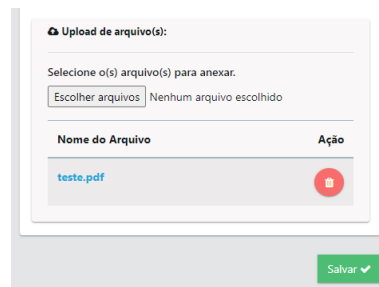 Upload de arquivo(s):
Selecione o(s) arquivo(s) para anexar.
Escolher arquivos Nenhum arquivo escolhido
Nome do Arquivo Ação
teste.pdf
Salvar